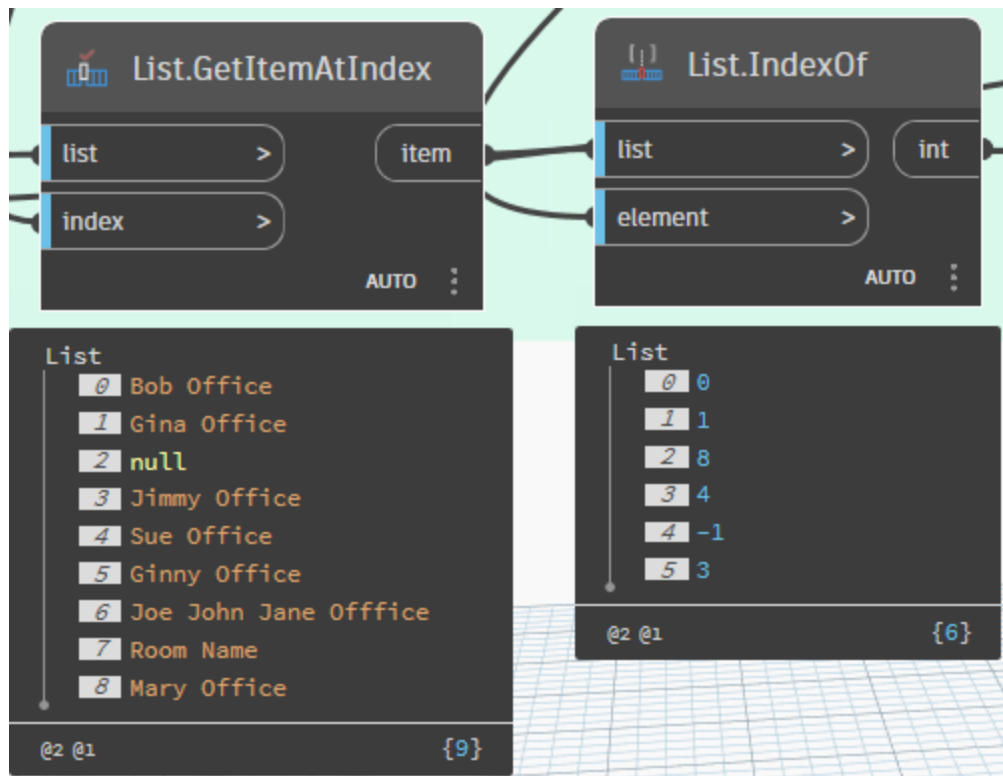 List.GetItemAtIndex
list >
item
index >
AUTO
List
0 Bob Office
1 Gina Office
2 null
3 Jimmy Office
4 Sue Office
5 Ginny Office
6 Joe John Jane Offfice
7 Room Name
8 Mary Office
@2 @1 {9}
List.IndexOf
list >
int
element >
AUTO
List
0 0
1 1
2 8
3 4
4 -1
5 3
@2 @1 {6}